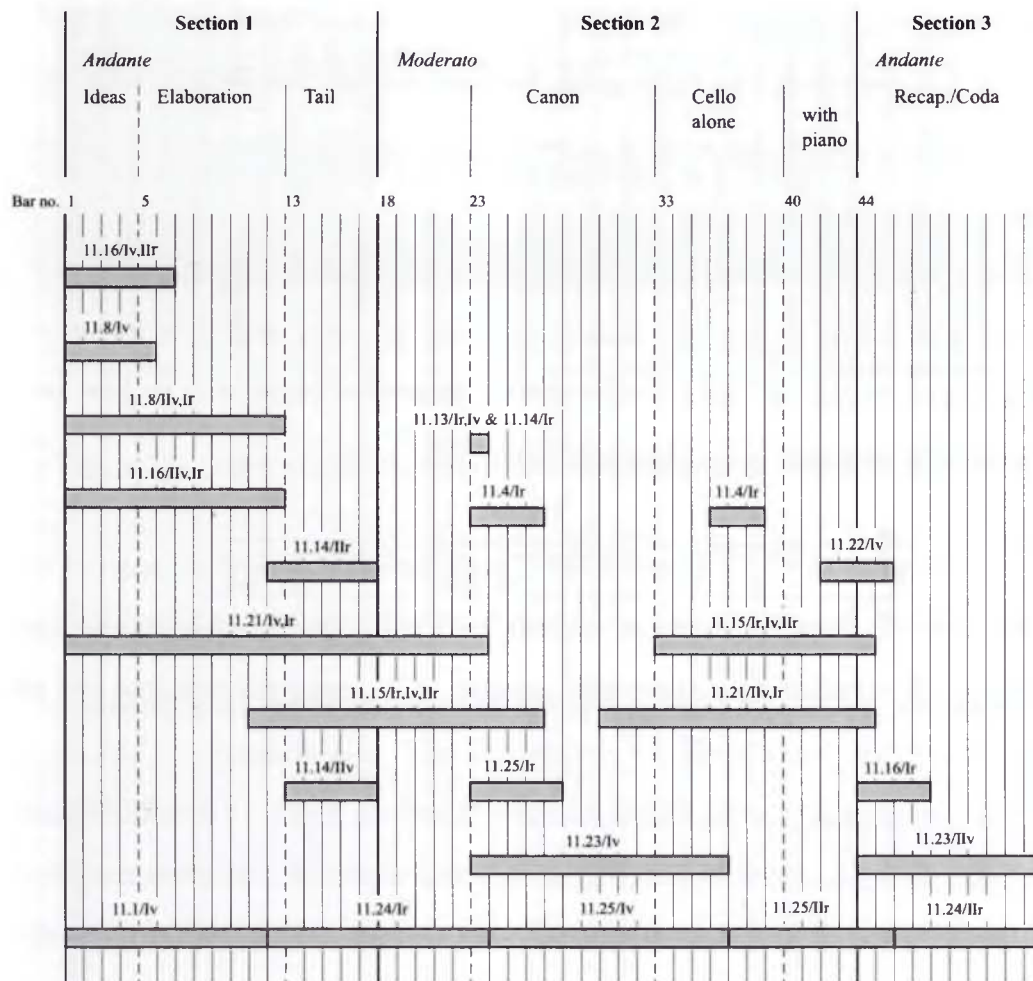 Section 1 Section 2 Section 3
Andante Moderato Andante
Ideas Elaboration Tail Canon Cello alone with piano Recap./Coda
Bar no. 1 5 13 18 23 33 40 44
11.16/Iv,IIr
11.8/Iv
11.8/IIv,Ir 11.13/Ir,Iv & 11.14/Ir
11.16/IIv,Ir 11.4/Ir 11.4/Ir
11.14/IIr 11.22/Iv
11.21/Iv,Ir 11.15/Ir,Iv,IIr
11.15/Ir,Iv,IIr 11.21/IIv,Ir
11.14/IIv 11.25/Ir 11.16/Ir
11.23/Iv 11.23/IIv
11.1/Iv 11.24/Ir 11.25/Iv 11.25/IIr 11.24/IIr